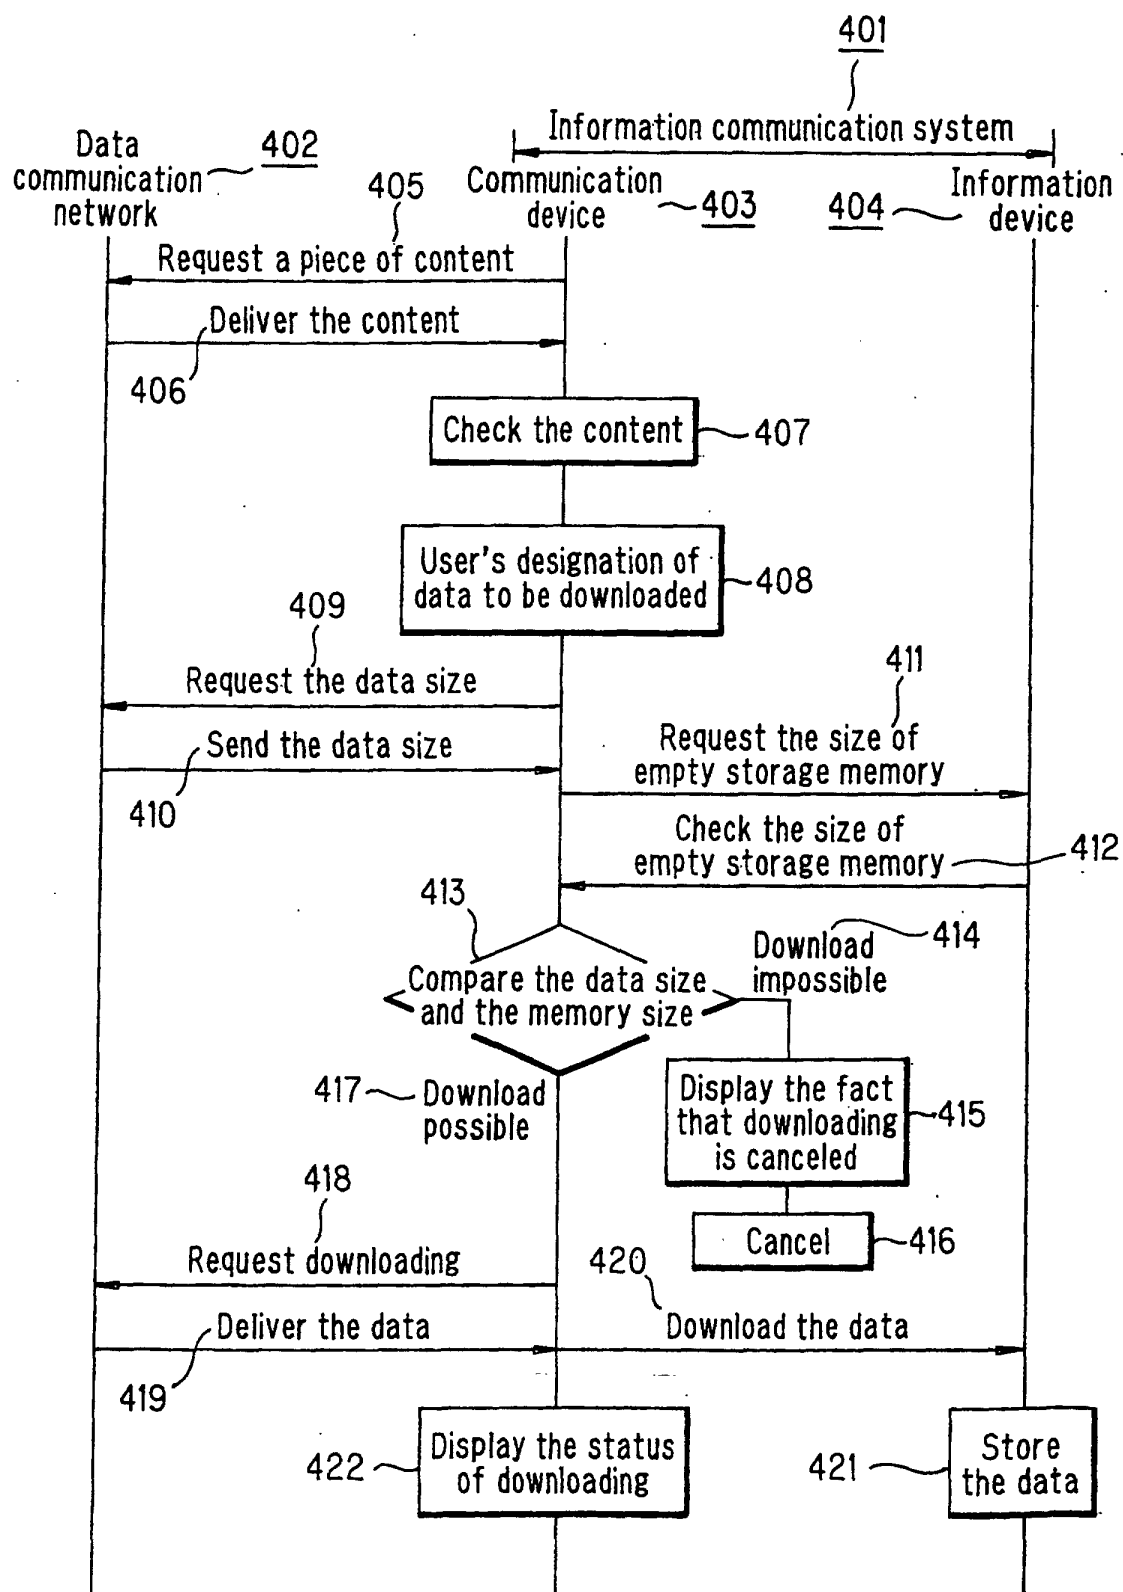 401
Information communication system
Data
communication
network
402
405
Communication
device
403
404
Information
device
Request a piece of content
Deliver the content
406
Check the content
407
User's designation of
data to be downloaded
408
409
Request the data size
411
Send the data size
410
Request the size of
empty storage memory
Check the size of
empty storage memory
412
413
Download
impossible
414
Compare the data size
and the memory size
417
Download
possible
Display the fact
that downloading
is canceled
415
418
Cancel
416
Request downloading
420
Deliver the data
419
Download the data
Display the status
of downloading
422
421
Store
the data